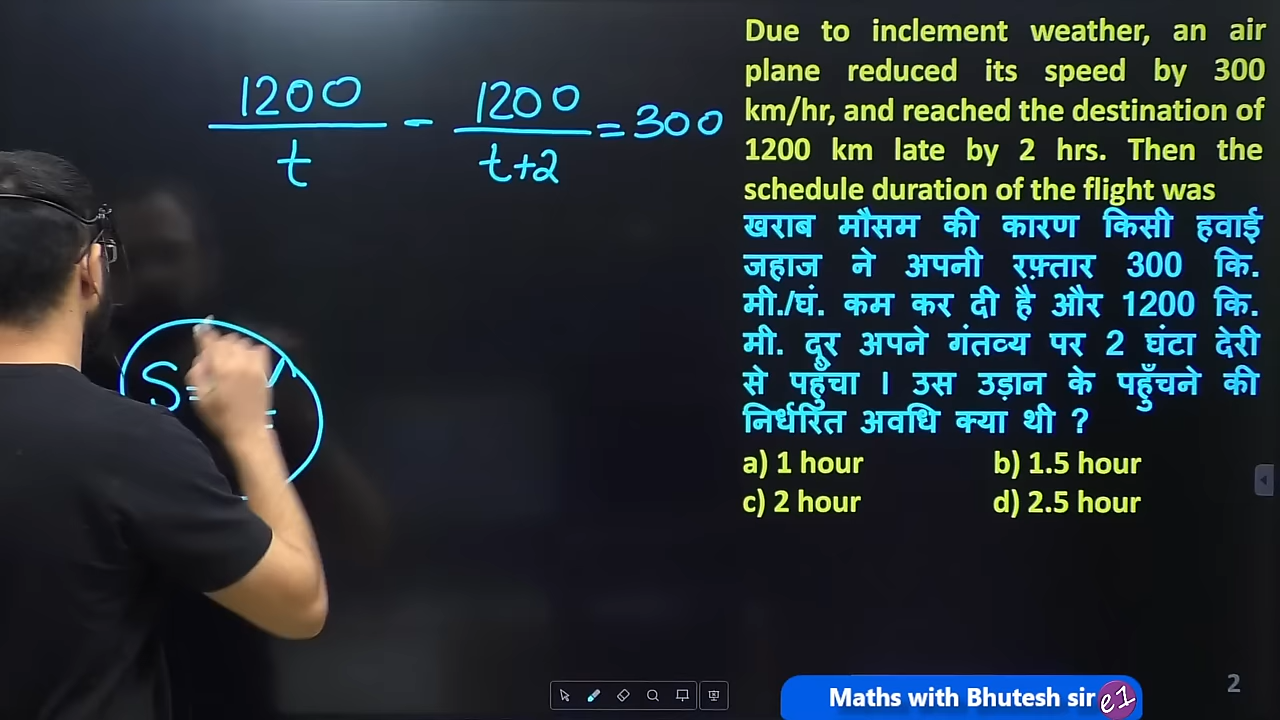 1200 1200
— - — = 300
t t+2
S=
Due to inclement weather, an air
plane reduced its speed by 300
km/hr, and reached the destination of
1200 km late by 2 hrs. Then the
schedule duration of the flight was
खराब मौसम की कारण किसी हवाई
जहाज ने अपनी रफ़्तार 300 कि.
मी./घं. कम कर दी है और 1200 कि.
मी. दूर अपने गंतव्य पर 2 घंटा देरी
से पहुँचा । उस उड़ान के पहुँचने की
निर्धरित अवधि क्या थी ?
a) 1 hour b) 1.5 hour
c) 2 hour d) 2.5 hour
Maths with Bhutesh sir e1
2